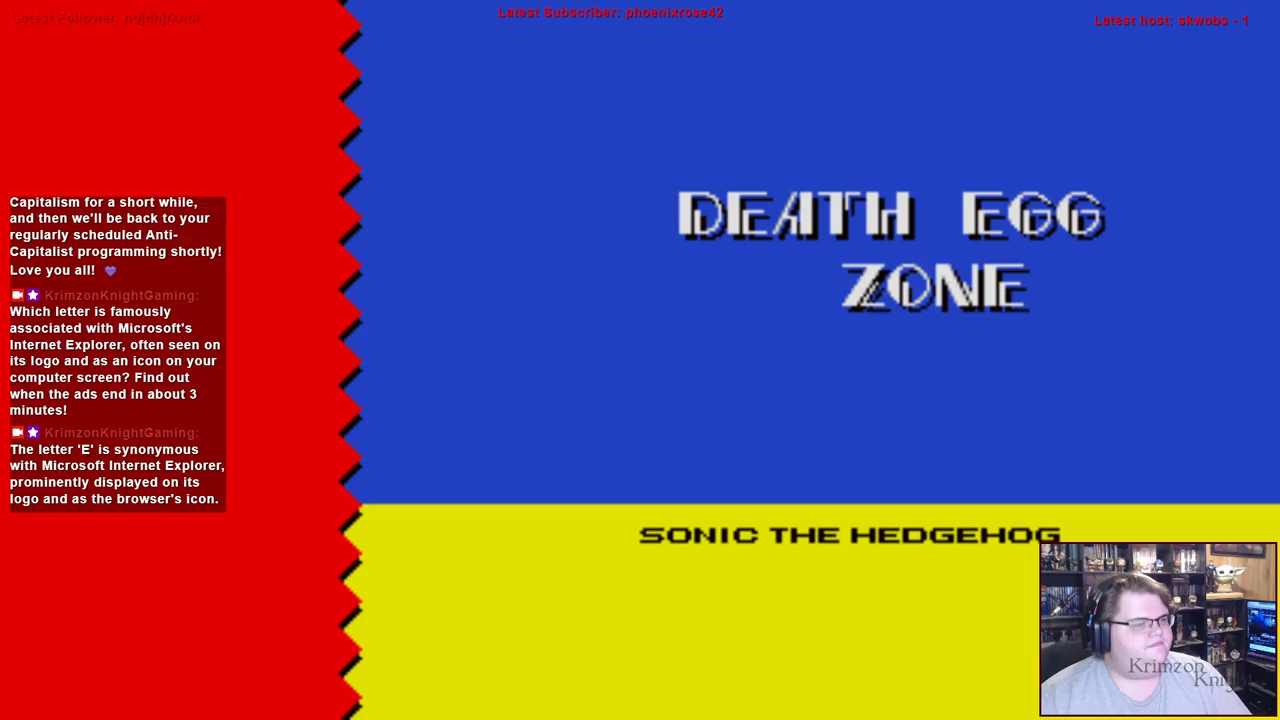 Latest Follower: ndjdhjfkndl
Latest Subscriber: phoenixrose42
Latest host: skwobs - 1
DEATH EGG
ZONE
SONIC THE HEDGEHOG
Capitalism for a short while,
and then we'll be back to your
regularly scheduled Anti-
Capitalist programming shortly!
Love you all!
KrimzonKnightGaming:
Which letter is famously
associated with Microsoft's
Internet Explorer, often seen on
its logo and as an icon on your
computer screen? Find out
when the ads end in about 3
minutes!
KrimzonKnightGaming:
The letter 'E' is synonymous
with Microsoft Internet Explorer,
prominently displayed on its
logo and as the browser's icon.
Krimzon